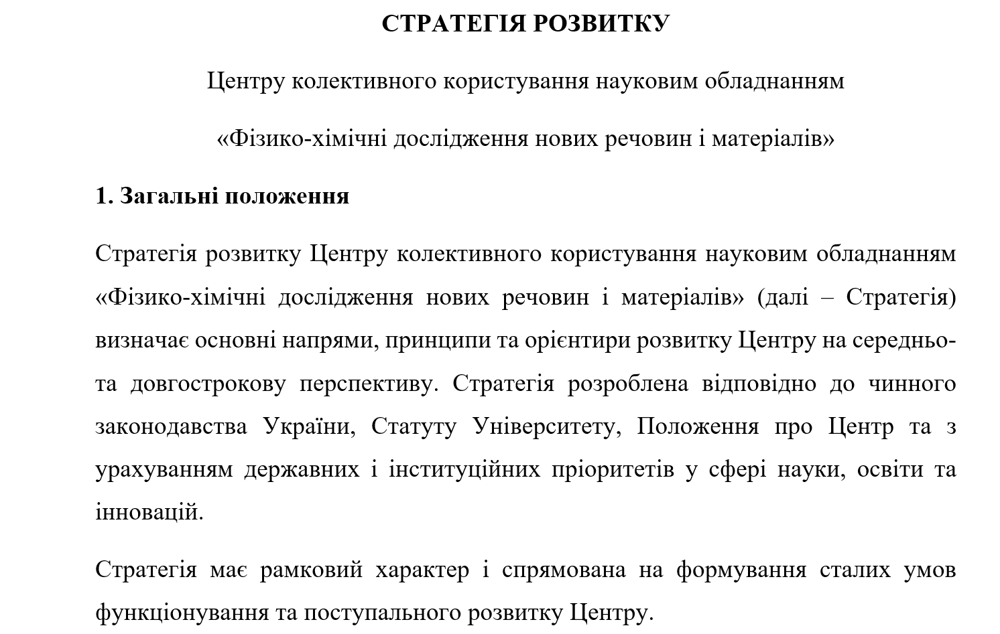 СТРАТЕГІЯ РОЗВИТКУ
Центру колективного користування науковим обладнанням
«Фізико-хімічні дослідження нових речовин і матеріалів»
1. Загальні положення
Стратегія розвитку Центру колективного користування науковим обладнанням
«Фізико-хімічні дослідження нових речовин і матеріалів» (далі – Стратегія)
визначає основні напрями, принципи та орієнтири розвитку Центру на середньо-
та довгострокову перспективу. Стратегія розроблена відповідно до чинного
законодавства України, Статуту Університету, Положення про Центр та з
урахуванням державних і інституційних пріоритетів у сфері науки, освіти та
інновацій.
Стратегія має рамковий характер і спрямована на формування сталих умов
функціонування та поступального розвитку Центру.